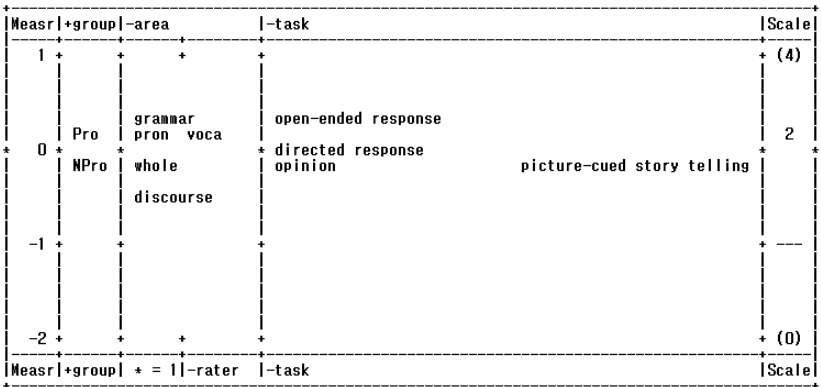 |Measr|+group|-area |-task |Scale|
1 + + + + + (4)
grammar open-ended response
Pro pron voca 2
* 0 * * * directed response * *
NPro whole opinion picture-cued story telling
discourse
-1 + + + + ---
-2 + + + + + (0)
|Measr|+group| * = 1|-rater |-task |Scale|